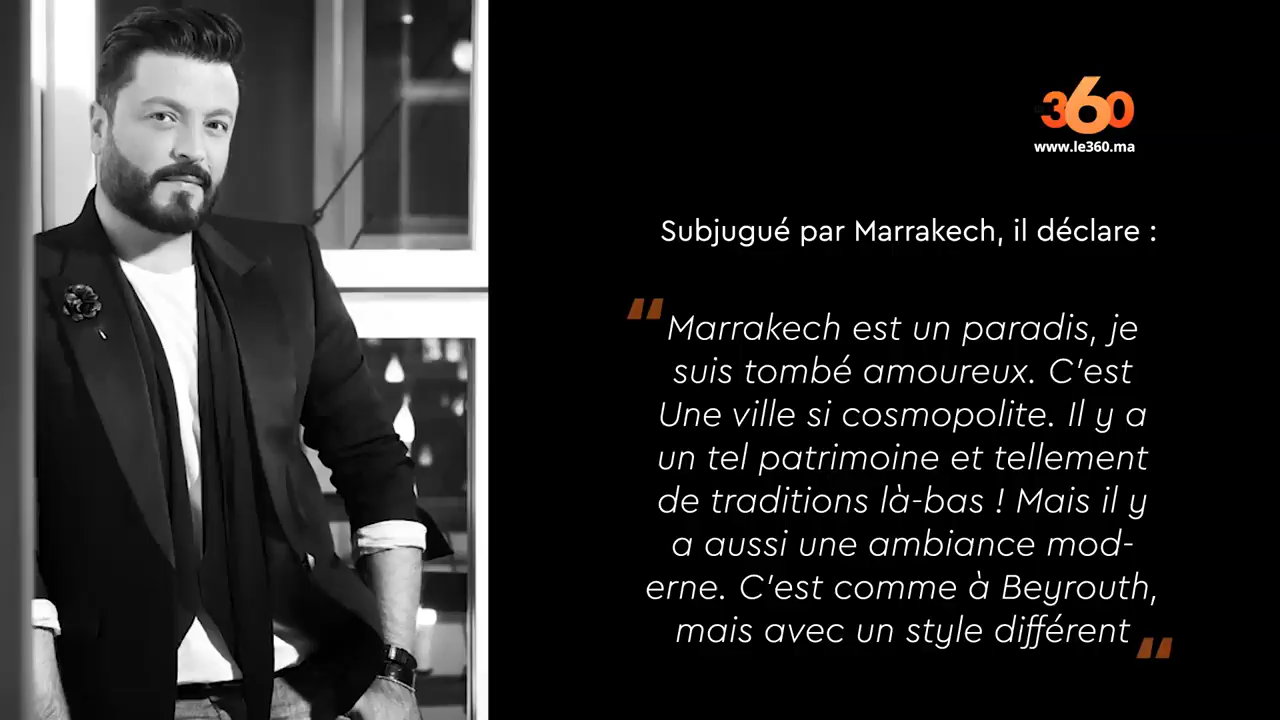 360
www.le360.ma
Subjugué par Marrakech, il déclare :
“Marrakech est un paradis, je
suis tombé amoureux. C'est
Une ville si cosmopolite. Il y a
un tel patrimoine et tellement
de traditions là-bas ! Mais il y
a aussi une ambiance mod-
erne. C'est comme à Beyrouth,
mais avec un style différent“